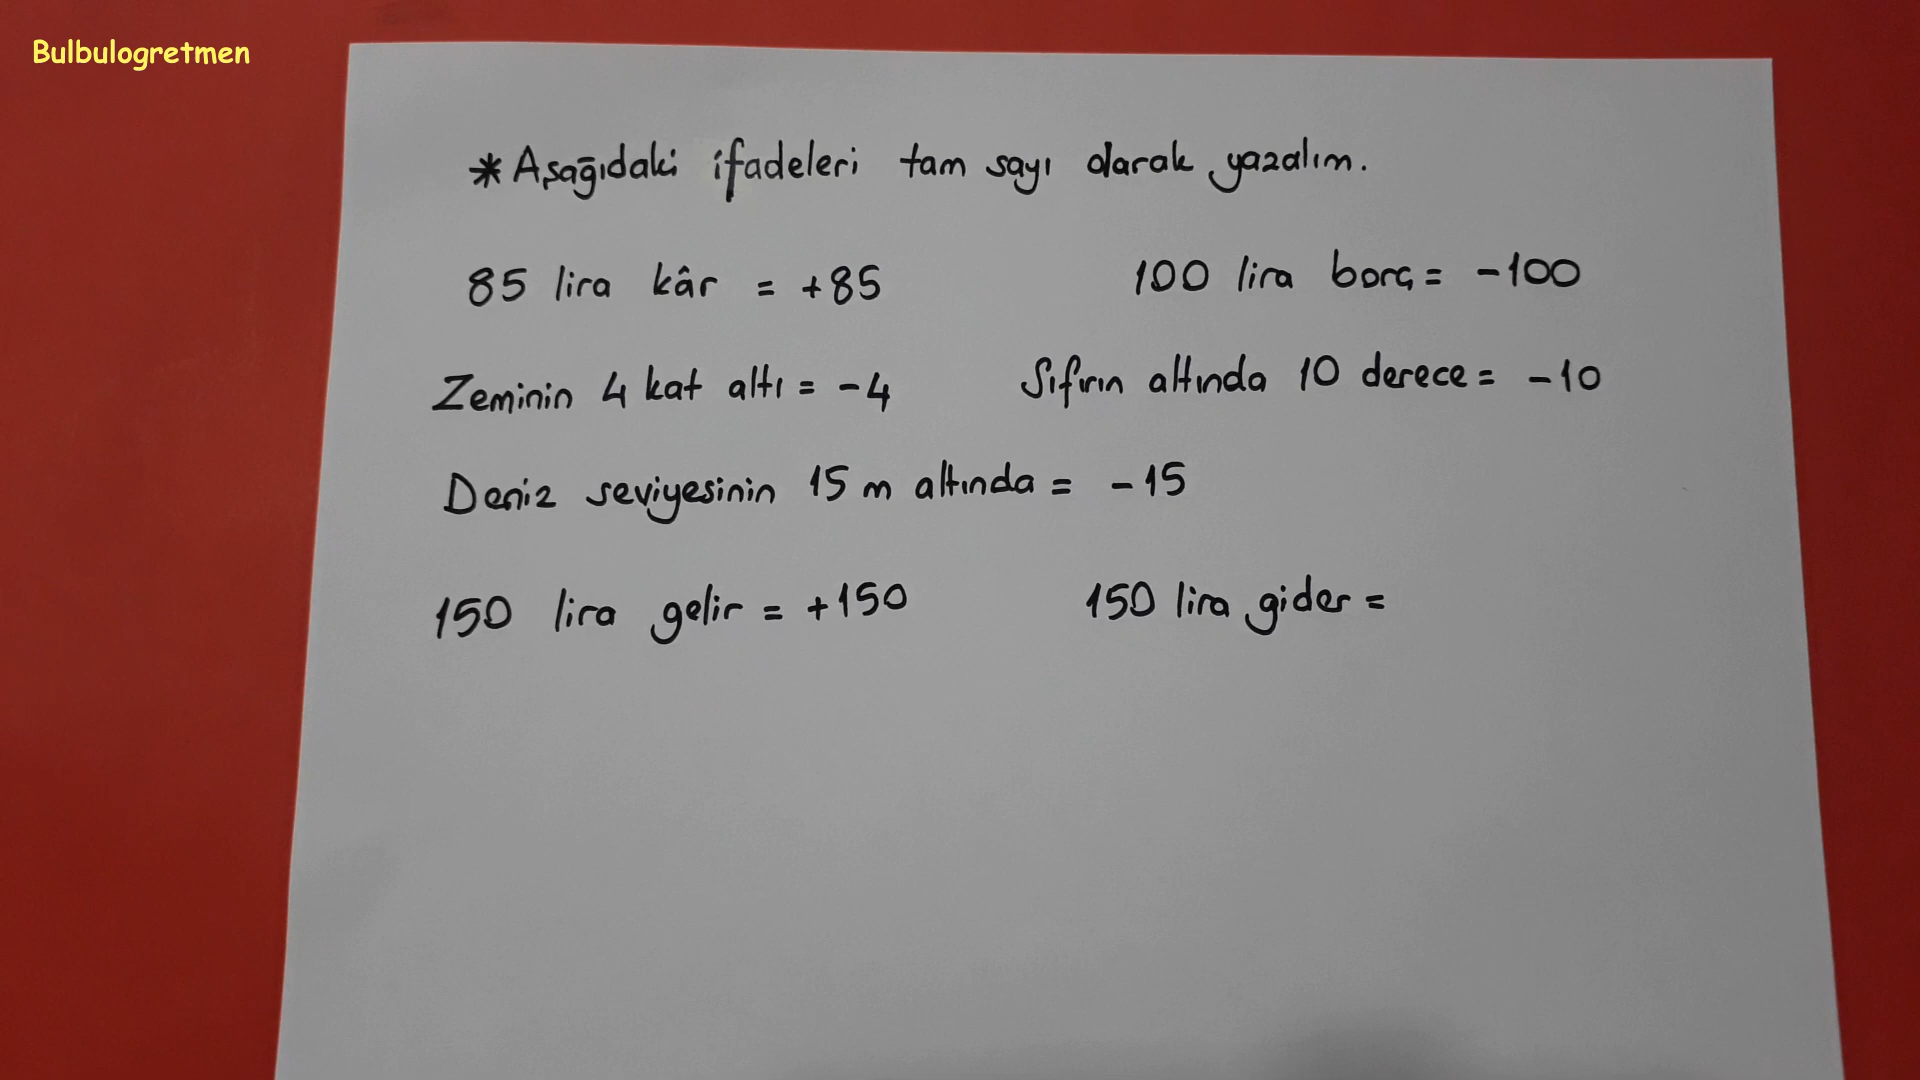 Bulbulogretmen
* Aşağıdaki ifadeleri tam sayı olarak yazalım.
85 lira kâr = +85 100 lira borç = -100
Zeminin 4 kat altı = -4 Sıfırın altında 10 derece = -10
Deniz seviyesinin 15 m altında = -15
150 lira gelir = +150 150 lira gider =